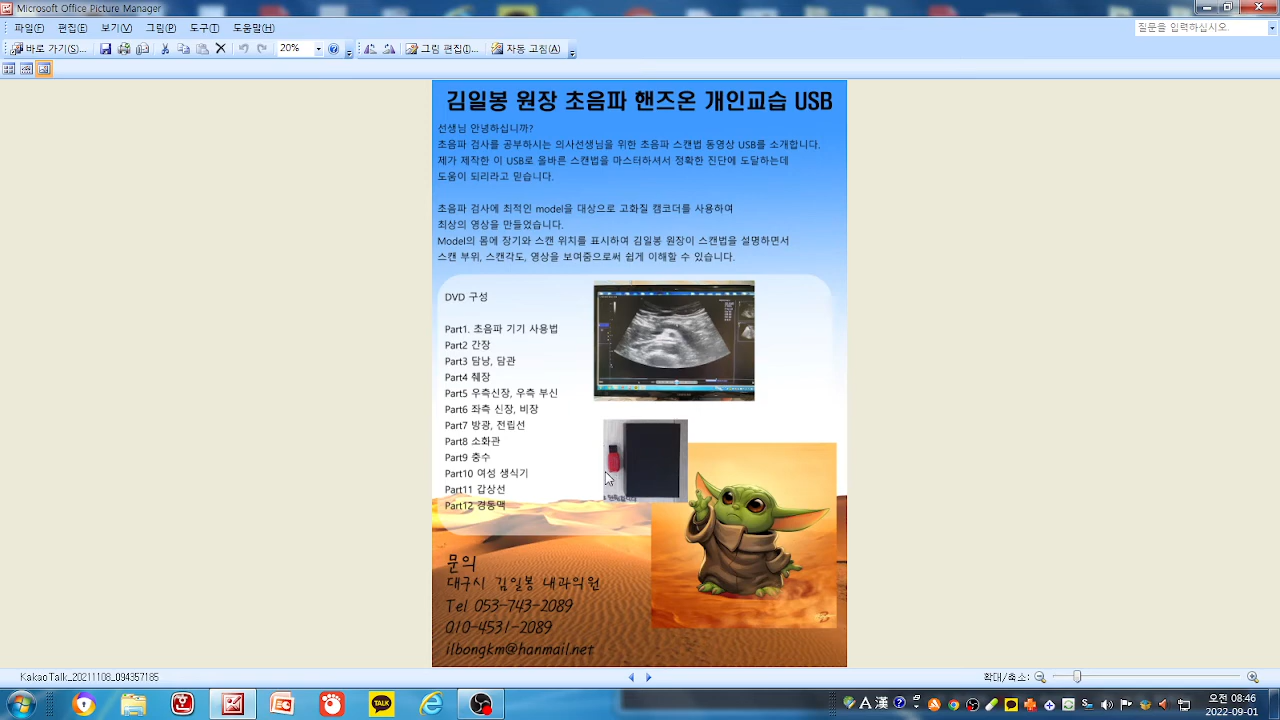 Microsoft Office Picture Manager
파일(F) 편집(E) 보기(V) 그림(P) 도구(T) 도움말(H)
질문을 입력하십시오.
바로 가기(S)... 20% 그림 편집(I)... 자동 고침(A)
김일봉 원장 초음파 핸즈온 개인교습 USB
선생님 안녕하십니까?
초음파 검사를 공부하시는 의사선생님을 위한 초음파 스캔법 동영상 USB를 소개합니다.
제가 제작한 이 USB로 올바른 스캔법을 마스터하셔서 정확한 진단에 도달하는데
도움이 되리라고 믿습니다.
초음파 검사에 최적인 model을 대상으로 고화질 캠코더를 사용하여
최상의 영상을 만들었습니다.
Model의 몸에 장기와 스캔 위치를 표시하여 김일봉 원장이 스캔법을 설명하면서
스캔 부위, 스캔각도, 영상을 보여줌으로써 쉽게 이해할 수 있습니다.
DVD 구성
Part1. 초음파 기기 사용법
Part2 간장
Part3 담낭, 담관
Part4 췌장
Part5 우측신장, 우측 부신
Part6 좌측 신장, 비장
Part7 방광, 전립선
Part8 소화관
Part9 충수
Part10 여성 생식기
Part11 갑상선
Part12 경동맥
문의
대구시 김일봉 내과의원
Tel 053-743-2089
010-4531-2089
ilbongkm@hanmail.net
KakaoTalk_20211108_094357185
확대/축소:
TALK
오전 08:46
2022-09-01